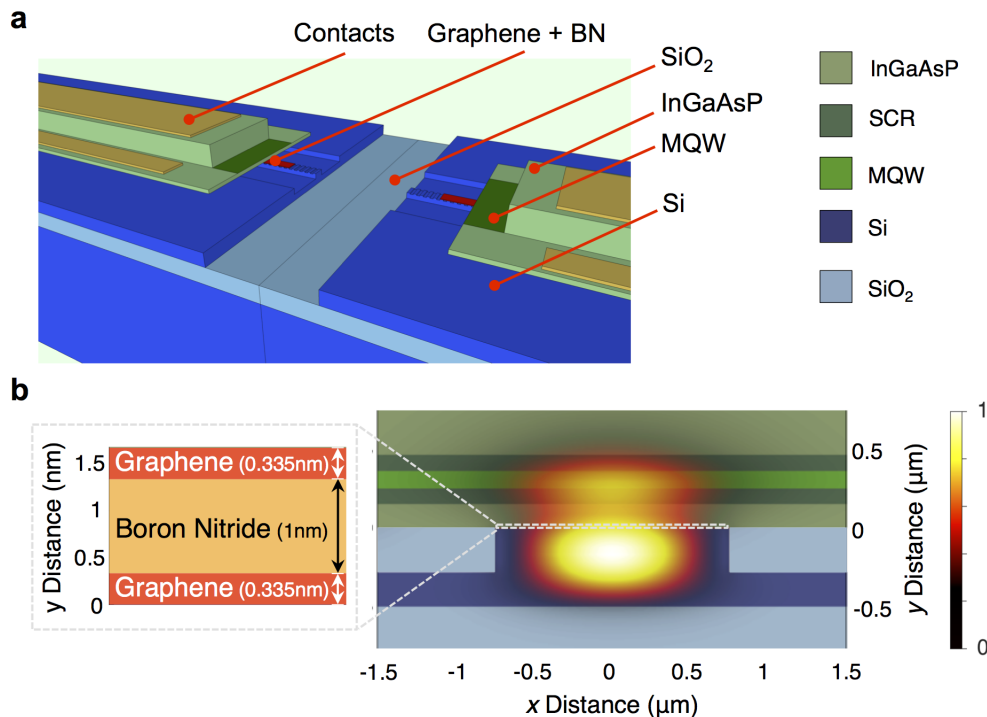 a
Contacts
Graphene + BN
SiO₂
InGaAsP
MQW
Si
InGaAsP
SCR
MQW
Si
SiO₂
b
y Distance (nm)
1.5
1
0.5
0
Graphene (0.335nm)
Boron Nitride (1nm)
Graphene (0.335nm)
0.5
0
-0.5
y Distance (µm)
1
0
-1.5 -1 -0.5 0 0.5 1 1.5
x Distance (µm)